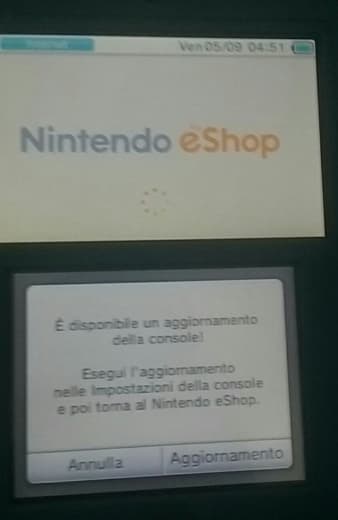 Internet
Ven 05/09 04:51
Nintendo eShop
È disponibile un aggiornamento
della console!
Esegui l'aggiornamento
nelle Impostazioni della console
e poi torna al Nintendo eShop.
Annulla
Aggiornamento